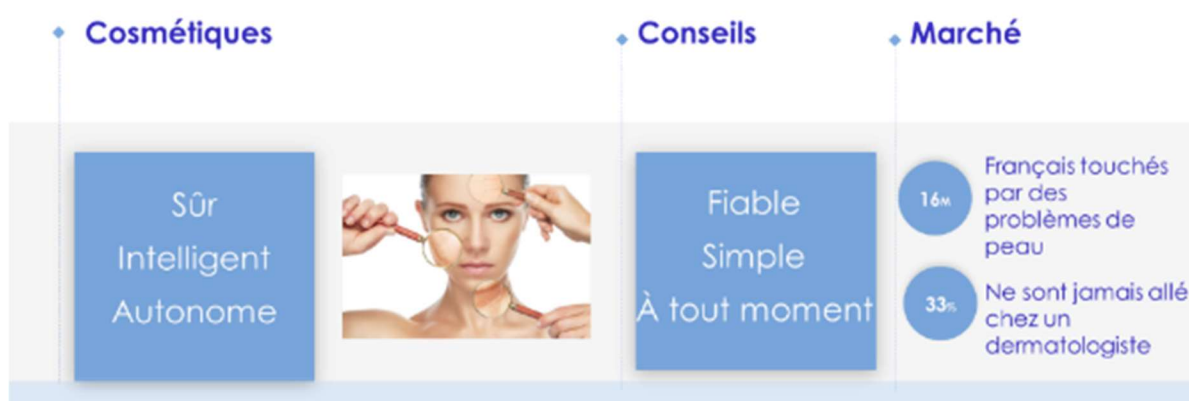 Cosmétiques
Conseils
Marché
Sûr
Intelligent
Autonome
Fiable
Simple
À tout moment
16M
Français touchés
par des
problèmes de
peau
33%
Ne sont jamais allé
chez un
dermatologiste